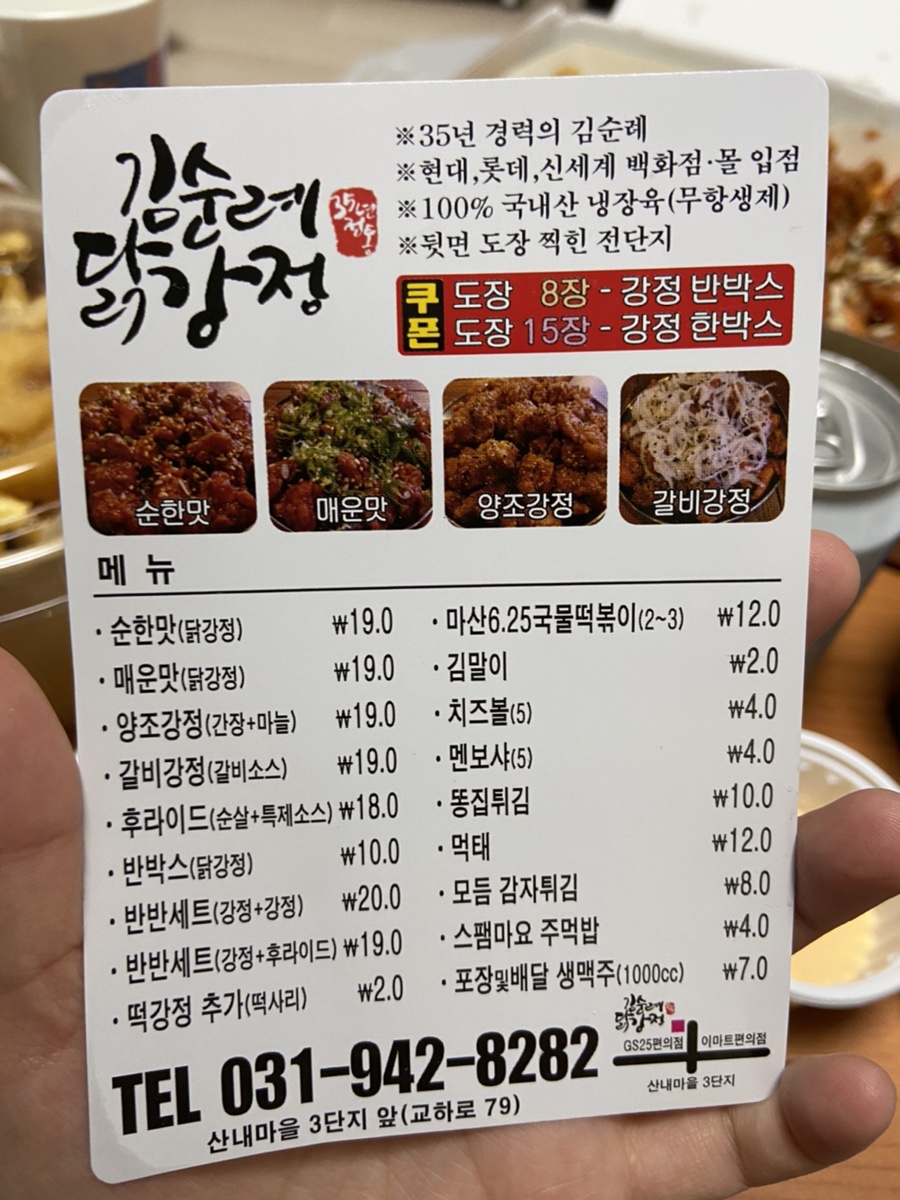 김순례
닭강정
35년
전통
※35년 경력의 김순례
※현대,롯데,신세계 백화점·몰 입점
※100% 국내산 냉장육(무항생제)
※뒷면 도장 찍힌 전단지
쿠폰
도장 8장 - 강정 반박스
도장 15장 - 강정 한박스
순한맛
매운맛
양조강정
갈비강정
메 뉴
· 순한맛(닭강정) ₩19.0
· 매운맛(닭강정) ₩19.0
· 양조강정(간장+마늘) ₩19.0
· 갈비강정(갈비소스) ₩19.0
· 후라이드(순살+특제소스) ₩18.0
· 반박스(닭강정) ₩10.0
· 반반세트(강정+강정) ₩20.0
· 반반세트(강정+후라이드) ₩19.0
· 떡강정 추가(떡사리) ₩2.0
· 마산6.25국물떡볶이(2~3) ₩12.0
· 김말이 ₩2.0
· 치즈볼(5) ₩4.0
· 멘보샤(5) ₩4.0
· 똥집튀김 ₩10.0
· 먹태 ₩12.0
· 모듬 감자튀김 ₩8.0
· 스팸마요 주먹밥 ₩4.0
· 포장및배달 생맥주(1000cc) ₩7.0
TEL 031-942-8282
산내마을 3단지 앞(교하로 79)
김순례
닭강정
GS25편의점
이마트편의점
산내마을 3단지